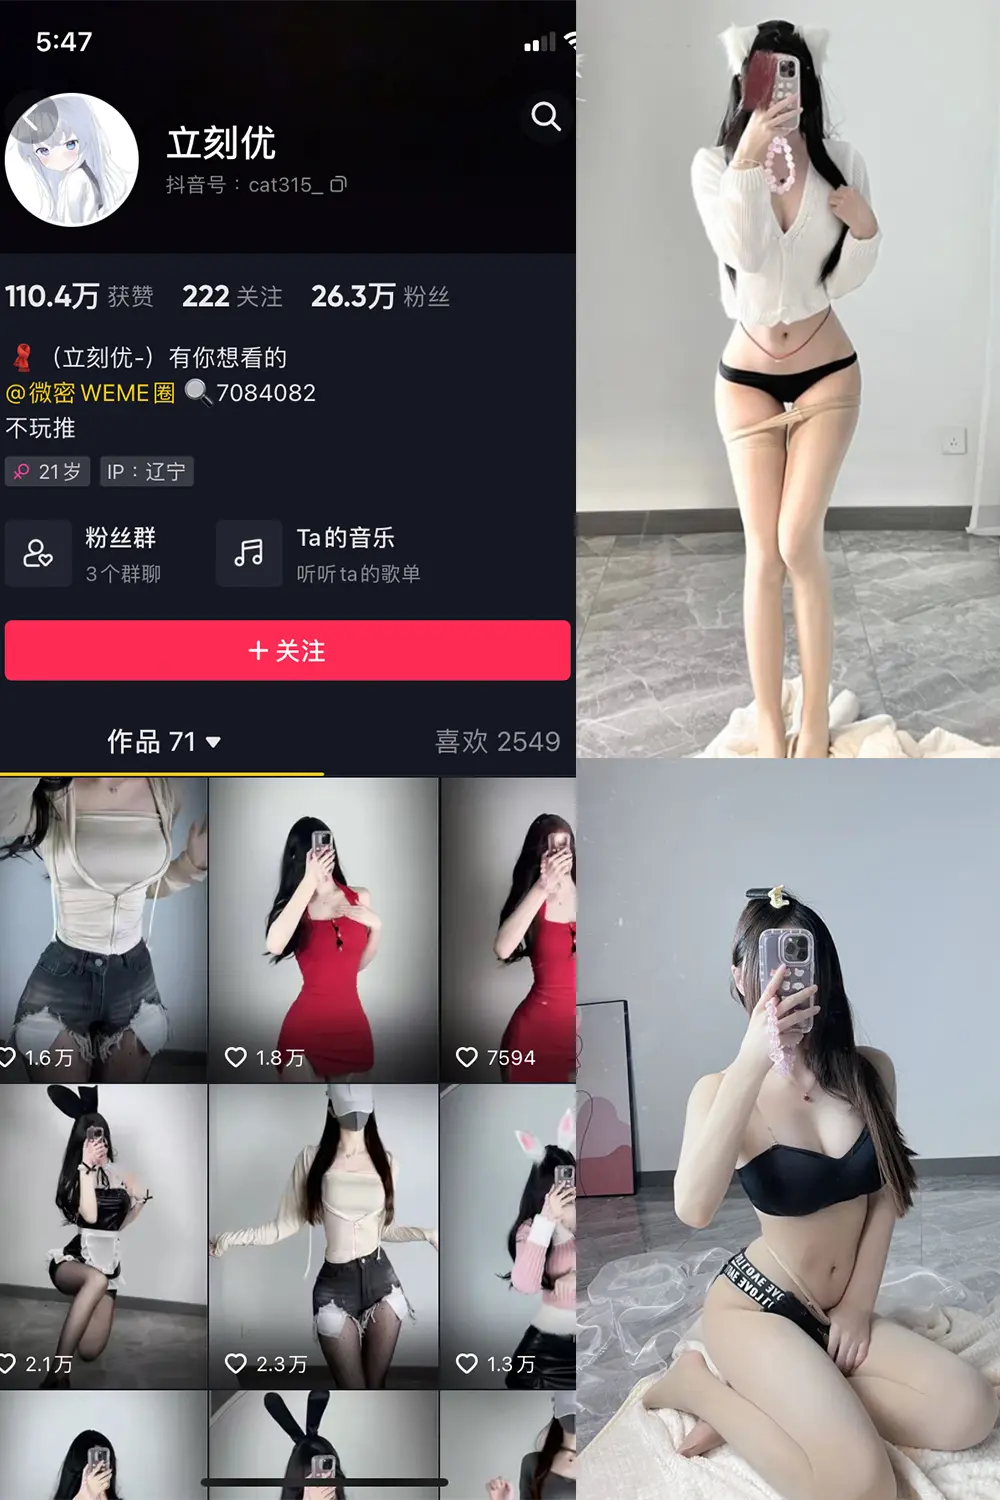 5:47
立刻优
抖音号：cat315_
110.4万 获赞 222 关注 26.3万 粉丝
（立刻优-）有你想看的
@微密 WEME圈 🔍7084082
不玩推
21岁 IP：辽宁
粉丝群
3个群聊
Ta的音乐
听听ta的歌单
+ 关注
作品 71 喜欢 2549
1.6万 1.8万 7594
2.1万 2.3万 1.3万